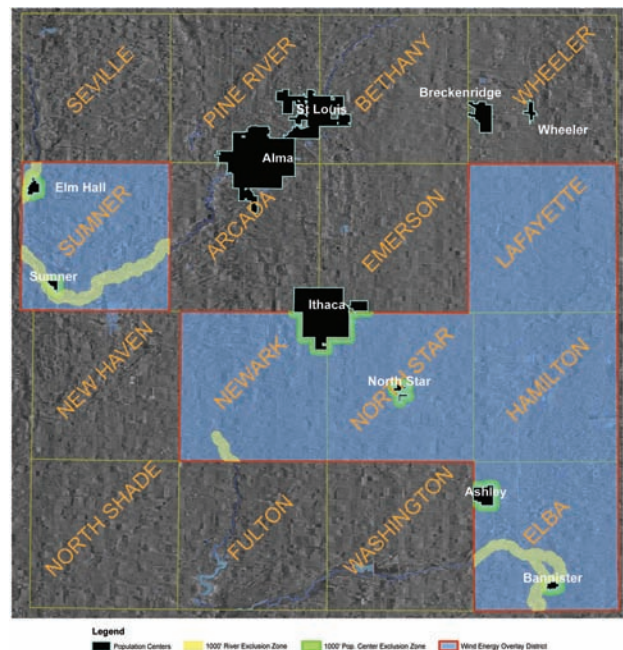 SEVILLE
PINE RIVER
BETHANY
WHEELER
Breckenridge
St Louis
Wheeler
Alma
Elm Hall
SUMNER
ARCADA
EMERSON
LAFAYETTE
Sumner
Ithaca
NEW HAVEN
NEWARK
NORTH STAR
North Star
HAMILTON
NORTH SHADE
FULTON
WASHINGTON
Ashley
ELBA
Bannister
Legend
Population Centers
1000' River Exclusion Zone
1000' Pop. Center Exclusion Zone
Wind Energy Overlay District